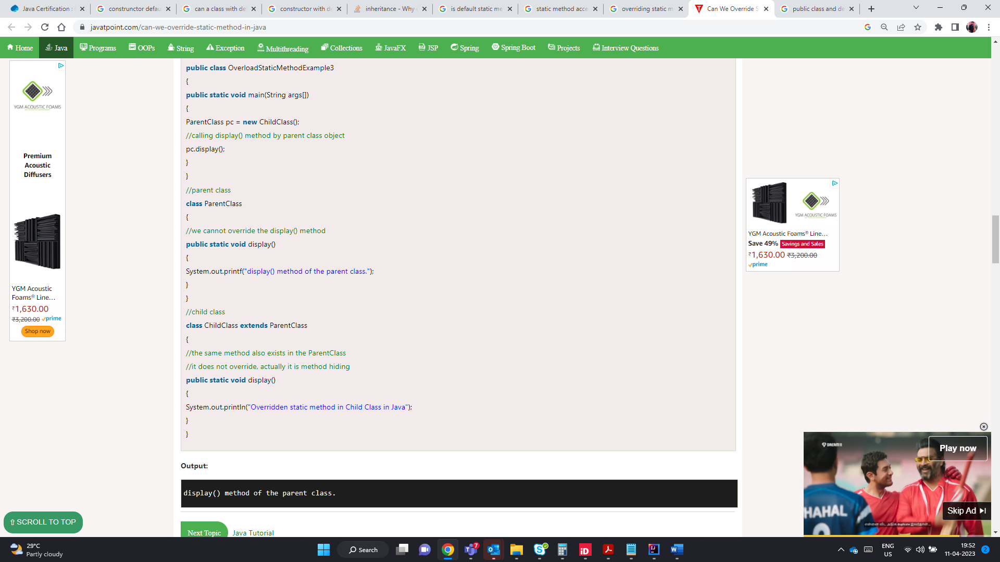 Java Certification :
construnctor defau
can a class with de
constructor with de
inheritance - Why c
is default static me
static method acce
overriding static m
Can We Override S
public class and de
javatpoint.com/can-we-override-static-method-in-java
Home
Java
Programs
OOPs
String
Exception
Multithreading
Collections
JavaFX
JSP
Spring
Spring Boot
Projects
Interview Questions
YGM ACOUSTIC FOAMS
Premium
Acoustic
Diffusers
YGM Acoustic
Foams® Line...
₹1,630.00
₹3,200.00 prime
Shop now
public class OverloadStaticMethodExample3
{
public static void main(String args[])
{
ParentClass pc = new ChildClass();
//calling display() method by parent class object
pc.display();
}
}
//parent class
class ParentClass
{
//we cannot override the display() method
public static void display()
{
System.out.printf("display() method of the parent class.");
}
}
//child class
class ChildClass extends ParentClass
{
//the same method also exists in the ParentClass
//it does not override, actually it is method hiding
public static void display()
{
System.out.println("Overridden static method in Child Class in Java");
}
}
Output:
display() method of the parent class.
Next Topic
Java Tutorial
⇧ SCROLL TO TOP
YGM ACOUSTIC FOAMS
YGM Acoustic Foams® Line...
Save 49% Savings and Sales
₹1,630.00 ₹3,200.00
prime
DREAM11
Play now
CHAHAL
Skip Ad
29°C
Partly cloudy
Search
7
iD
ENG
US
19:52
11-04-2023
2